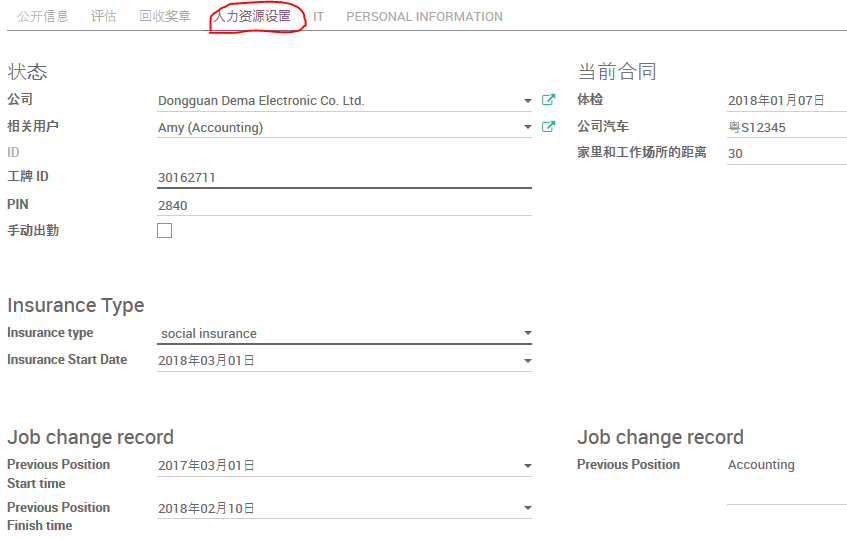 公开信息 评估 回收奖章 人力资源设置 IT PERSONAL INFORMATION
状态 当前合同
公司 Dongguan Dema Electronic Co. Ltd. 体检 2018年01月07日
相关用户 Amy (Accounting) 公司汽车 粤S12345
ID 家里和工作场所的距离 30
工牌 ID 30162711
PIN 2840
手动出勤
Insurance Type
Insurance type social insurance
Insurance Start Date 2018年03月01日
Job change record Job change record
Previous Position 2017年03月01日 Previous Position Accounting
Start time
Previous Position 2018年02月10日
Finish time